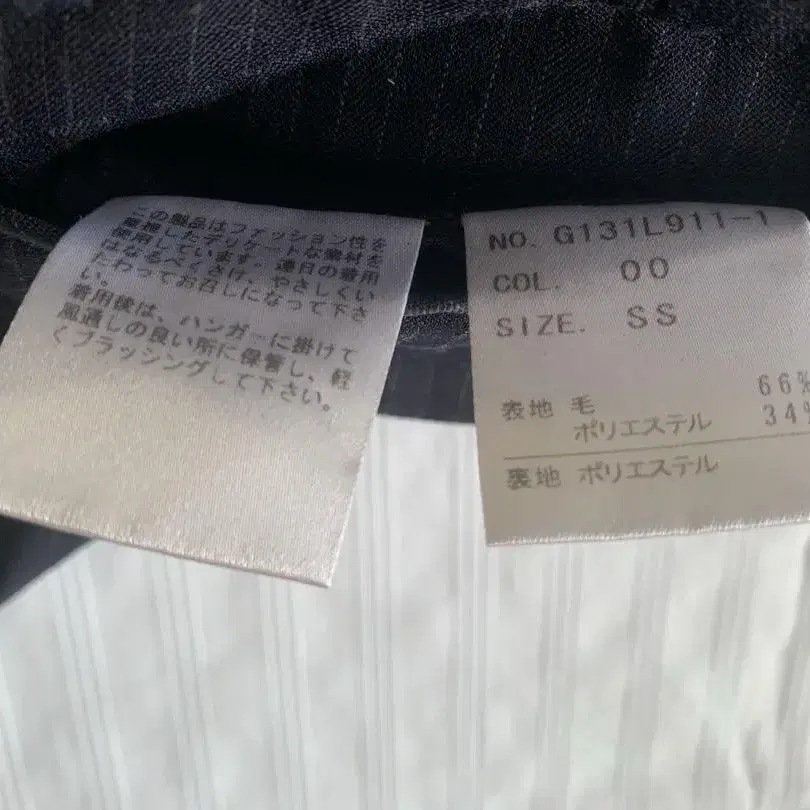 この製品はファッション性を
重視したデリケートな素材を
使用しています。連日の着用
はなるべくさけ、やさしくい
たわってお召しになって下さ
い。
着用後は、ハンガーに掛けて
風通しの良い所に保管し、軽
くブラッシングして下さい。
NO. G131L911-1
COL. 00
SIZE. SS
表地 毛 66%
ポリエステル 34%
裏地 ポリエステル